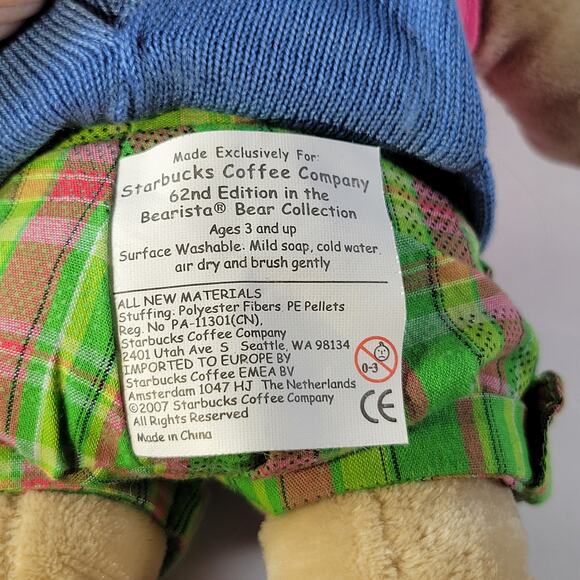 Made Exclusively For:
Starbucks Coffee Company
62nd Edition in the
Bearista® Bear Collection
Ages 3 and up
Surface Washable: Mild soap, cold water,
air dry and brush gently
ALL NEW MATERIALS
Stuffing: Polyester Fibers, PE Pellets
Reg. No PA-11301(CN),
Starbucks Coffee Company
2401 Utah Ave S Seattle, WA 98134
IMPORTED TO EUROPE BY
Starbucks Coffee EMEA BV
Amsterdam 1047 HJ The Netherlands
©2007 Starbucks Coffee Company
All Rights Reserved
Made in China
0-3
CE